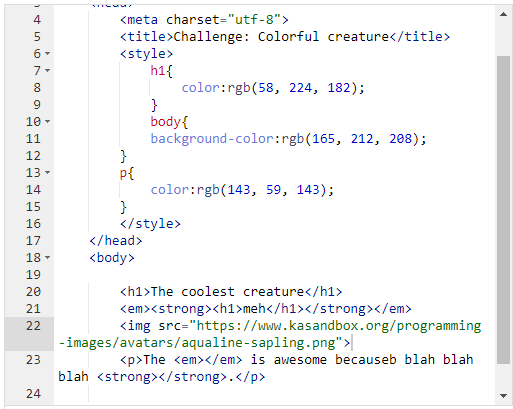 3 <head>
4 <meta charset="utf-8">
5 <title>Challenge: Colorful creature</title>
6 <style>
7 h1{
8 color:rgb(58, 224, 182);
9 }
10 body{
11 background-color:rgb(165, 212, 208);
12 }
13 p{
14 color:rgb(143, 59, 143);
15 }
16 </style>
17 </head>
18 <body>
19
20 <h1>The coolest creature</h1>
21 <em><strong><h1>meh</h1></strong></em>
22 <img src="https://www.kasandbox.org/programming
-images/avatars/aqualine-sapling.png">
23 <p>The <em></em> is awesome becauseb blah blah
blah <strong></strong>.</p>
24